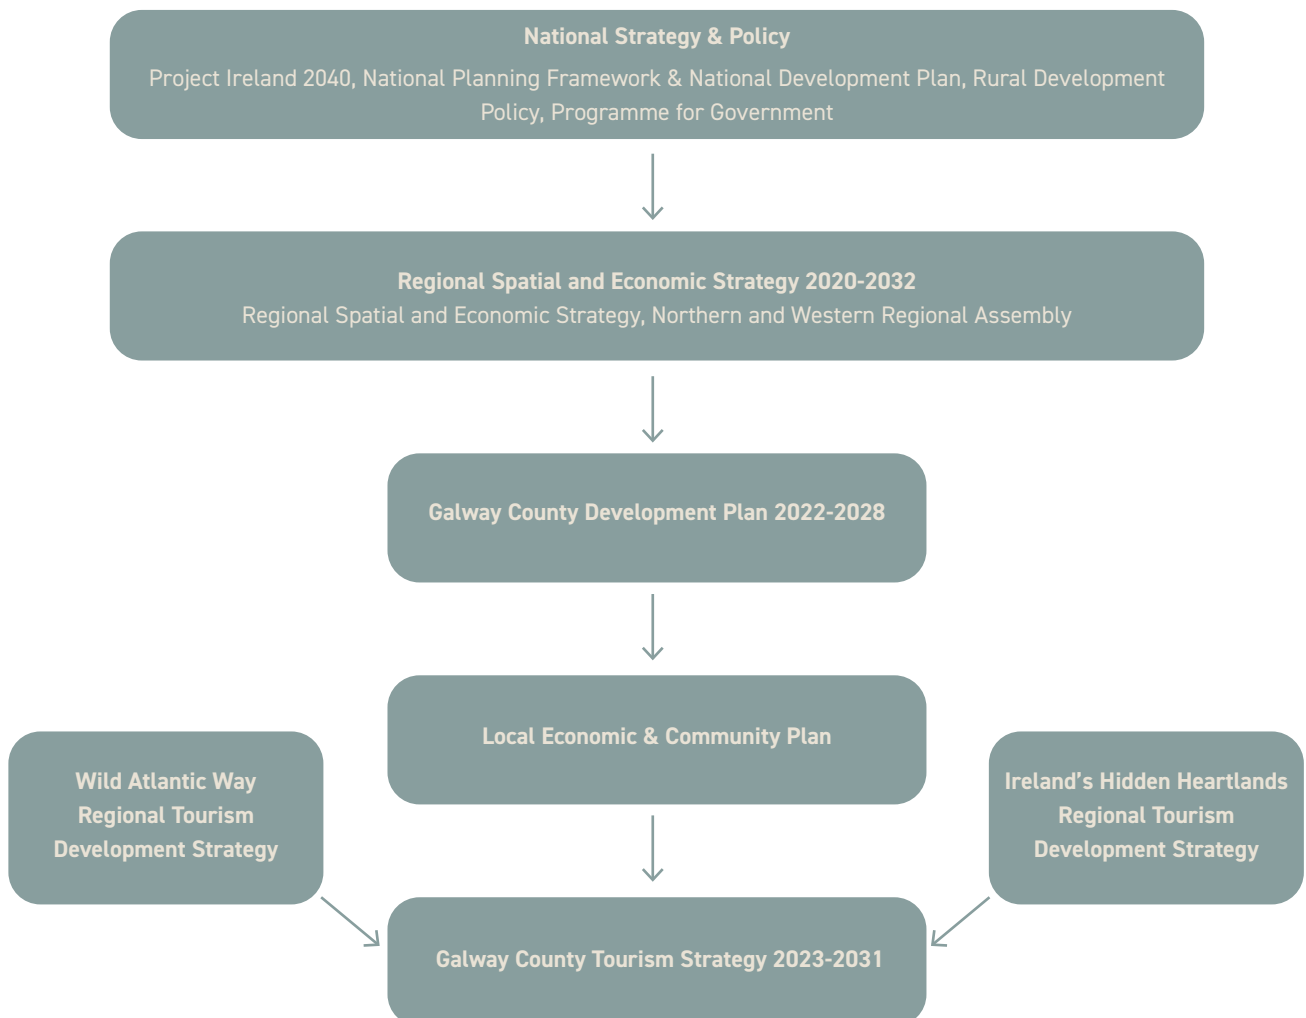 National Strategy & Policy
Project Ireland 2040, National Planning Framework & National Development Plan, Rural Development
Policy, Programme for Government
Regional Spatial and Economic Strategy 2020-2032
Regional Spatial and Economic Strategy, Northern and Western Regional Assembly
Galway County Development Plan 2022-2028
Local Economic & Community Plan
Wild Atlantic Way
Regional Tourism
Development Strategy
Ireland’s Hidden Heartlands
Regional Tourism
Development Strategy
Galway County Tourism Strategy 2023-2031